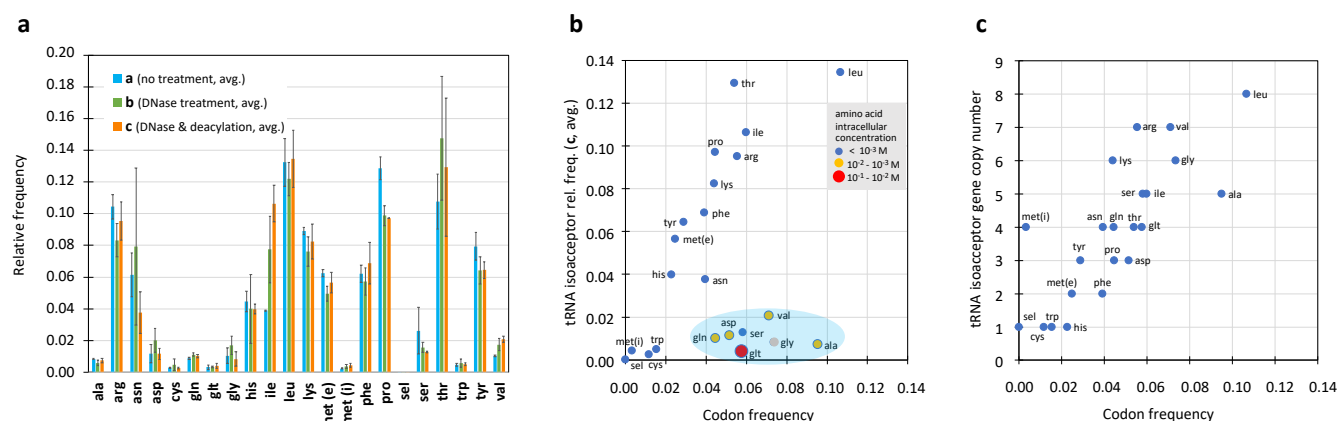 a
0.20
0.18
0.16
0.14
0.12
0.10
0.08
0.06
0.04
0.02
0.00
Relative frequency
a (no treatment, avg.)
b (DNase treatment, avg.)
c (DNase & deacylation, avg.)
ala
arg
asn
asp
cys
gln
glt
gly
his
ile
leu
lys
met (e)
met (i)
phe
pro
sel
ser
thr
trp
tyr
val
b
0.14
0.12
0.10
0.08
0.06
0.04
0.02
0.00
tRNA isoacceptor rel. freq. (c, avg.)
leu
thr
ile
pro
arg
lys
phe
tyr
met(e)
his
asn
val
asp
ser
gln
gly
ala
glt
met(i)
trp
sel
cys
amino acid
intracellular
concentration
< 10-3 M
10-2 - 10-3 M
10-1 - 10-2 M
0.00 0.02 0.04 0.06 0.08 0.10 0.12 0.14
Codon frequency
c
9
8
7
6
5
4
3
2
1
0
tRNA isoacceptor gene copy number
leu
arg
val
lys
gly
ser
ile
ala
met(i)
asn
gln
thr
glt
tyr
pro
asp
met(e)
phe
sel
trp
cys
his
0.00 0.02 0.04 0.06 0.08 0.10 0.12 0.14
Codon frequency